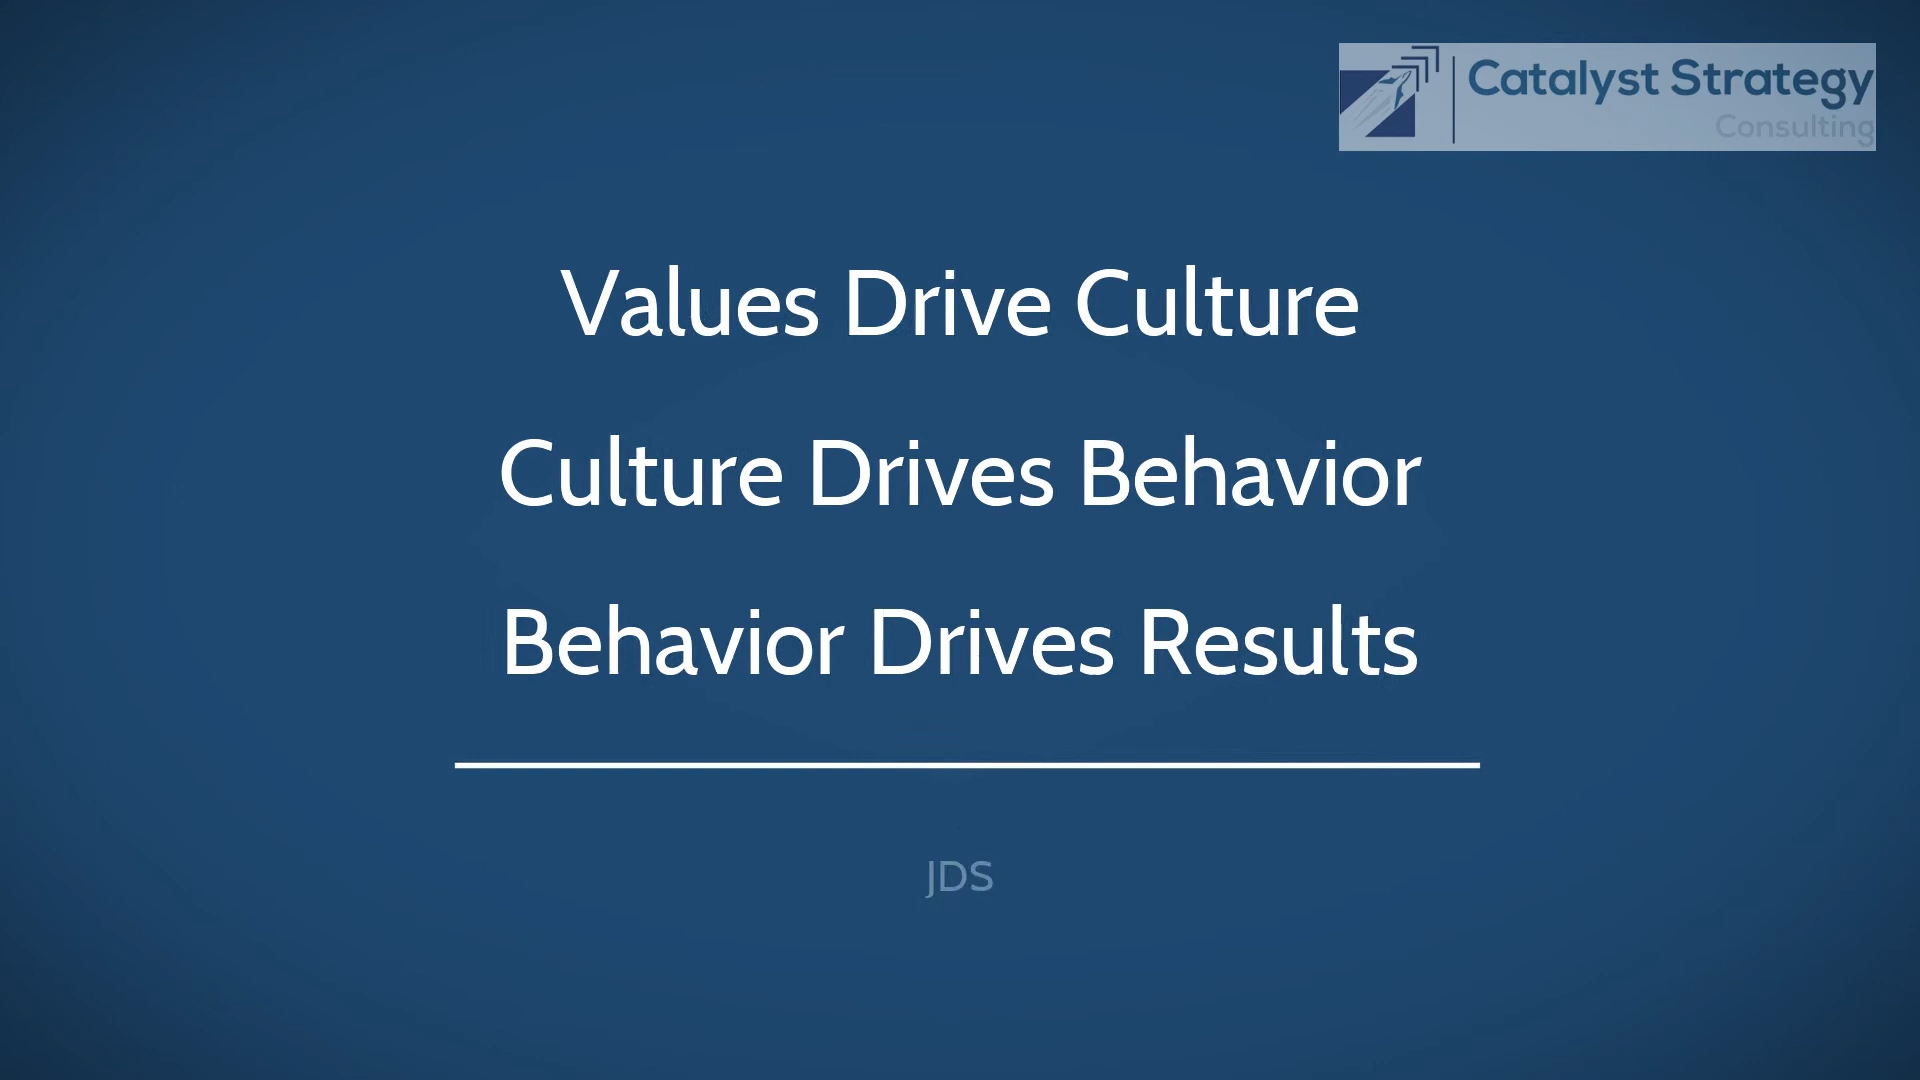 Catalyst Strategy
Consulting
Values Drive Culture
Culture Drives Behavior
Behavior Drives Results
JDS